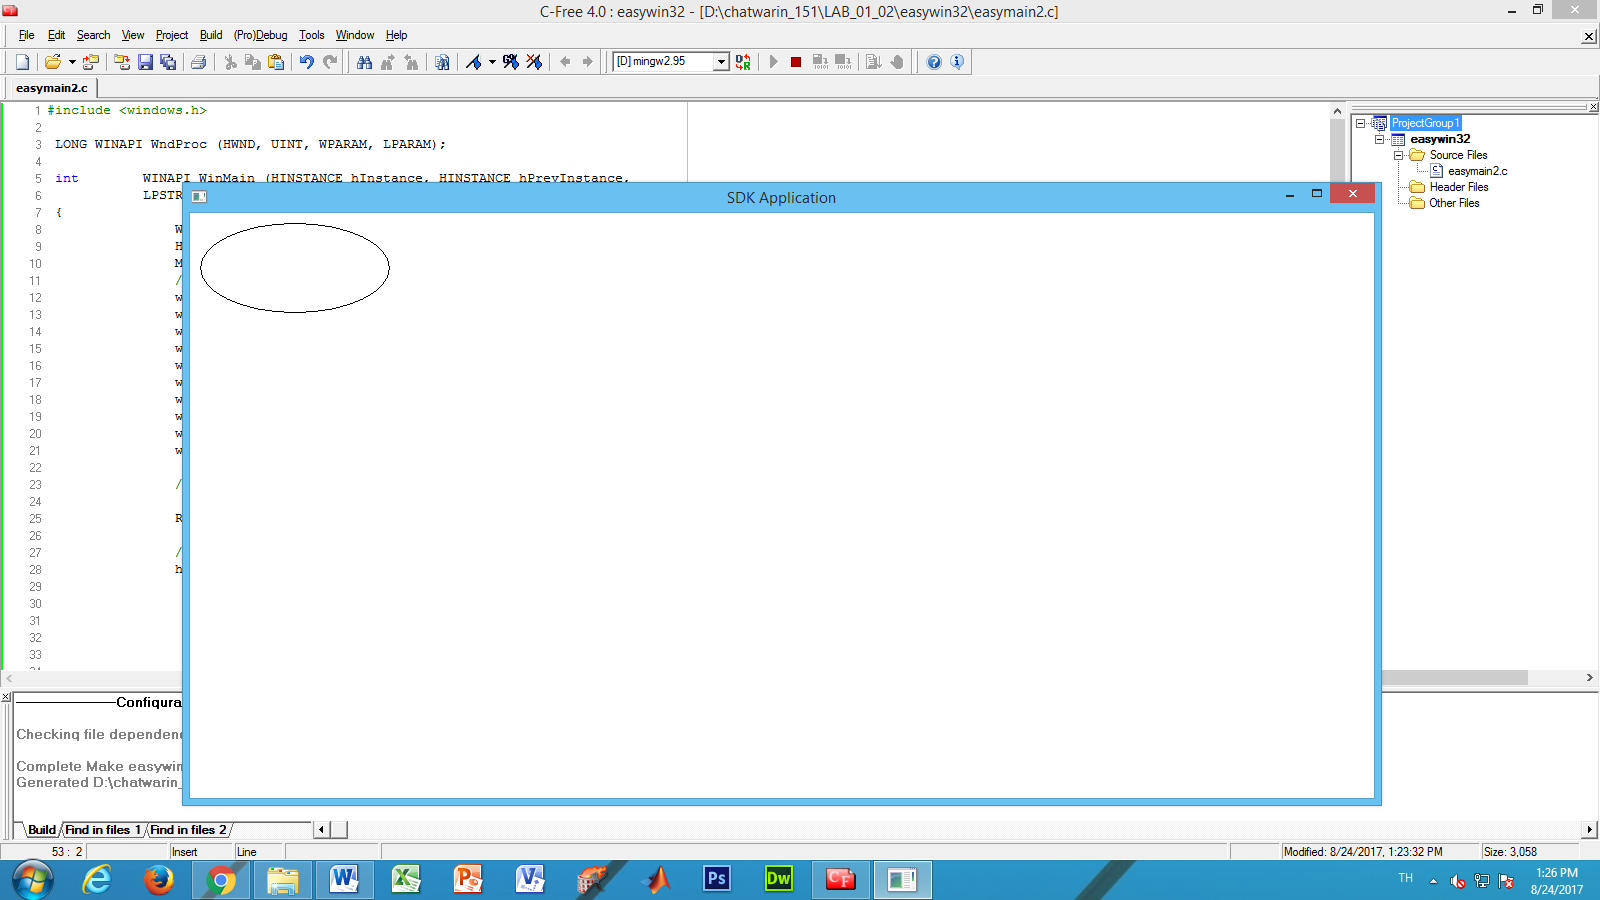 C-Free 4.0 : easywin32 - [D:\chatwarin_151\LAB_01_02\easywin32\easymain2.c]
File Edit Search View Project Build (Pro)Debug Tools Window Help
[D] mingw2.95
easymain2.c
1 #include <windows.h>
2
3 LONG WINAPI WndProc (HWND, UINT, WPARAM, LPARAM);
4
5 int WINAPI WinMain (HINSTANCE hInstance, HINSTANCE hPrevInstance,
6 LPSTR
7 {
8 W
9 H
10 M
11 /
12 w
13 w
14 w
15 w
16 w
17 w
18 w
19 w
20 w
21 w
22
23 /
24
25 R
26
27 /
28 h
29
30
31
32
33
SDK Application
ProjectGroup1
easywin32
Source Files
easymain2.c
Header Files
Other Files
Configura
Checking file dependen
Complete Make easywin
Generated D:\chatwarin_
Build Find in files 1 Find in files 2
53 : 2 Insert Line Modified: 8/24/2017, 1:23:32 PM Size: 3,058
TH 1:26 PM
8/24/2017